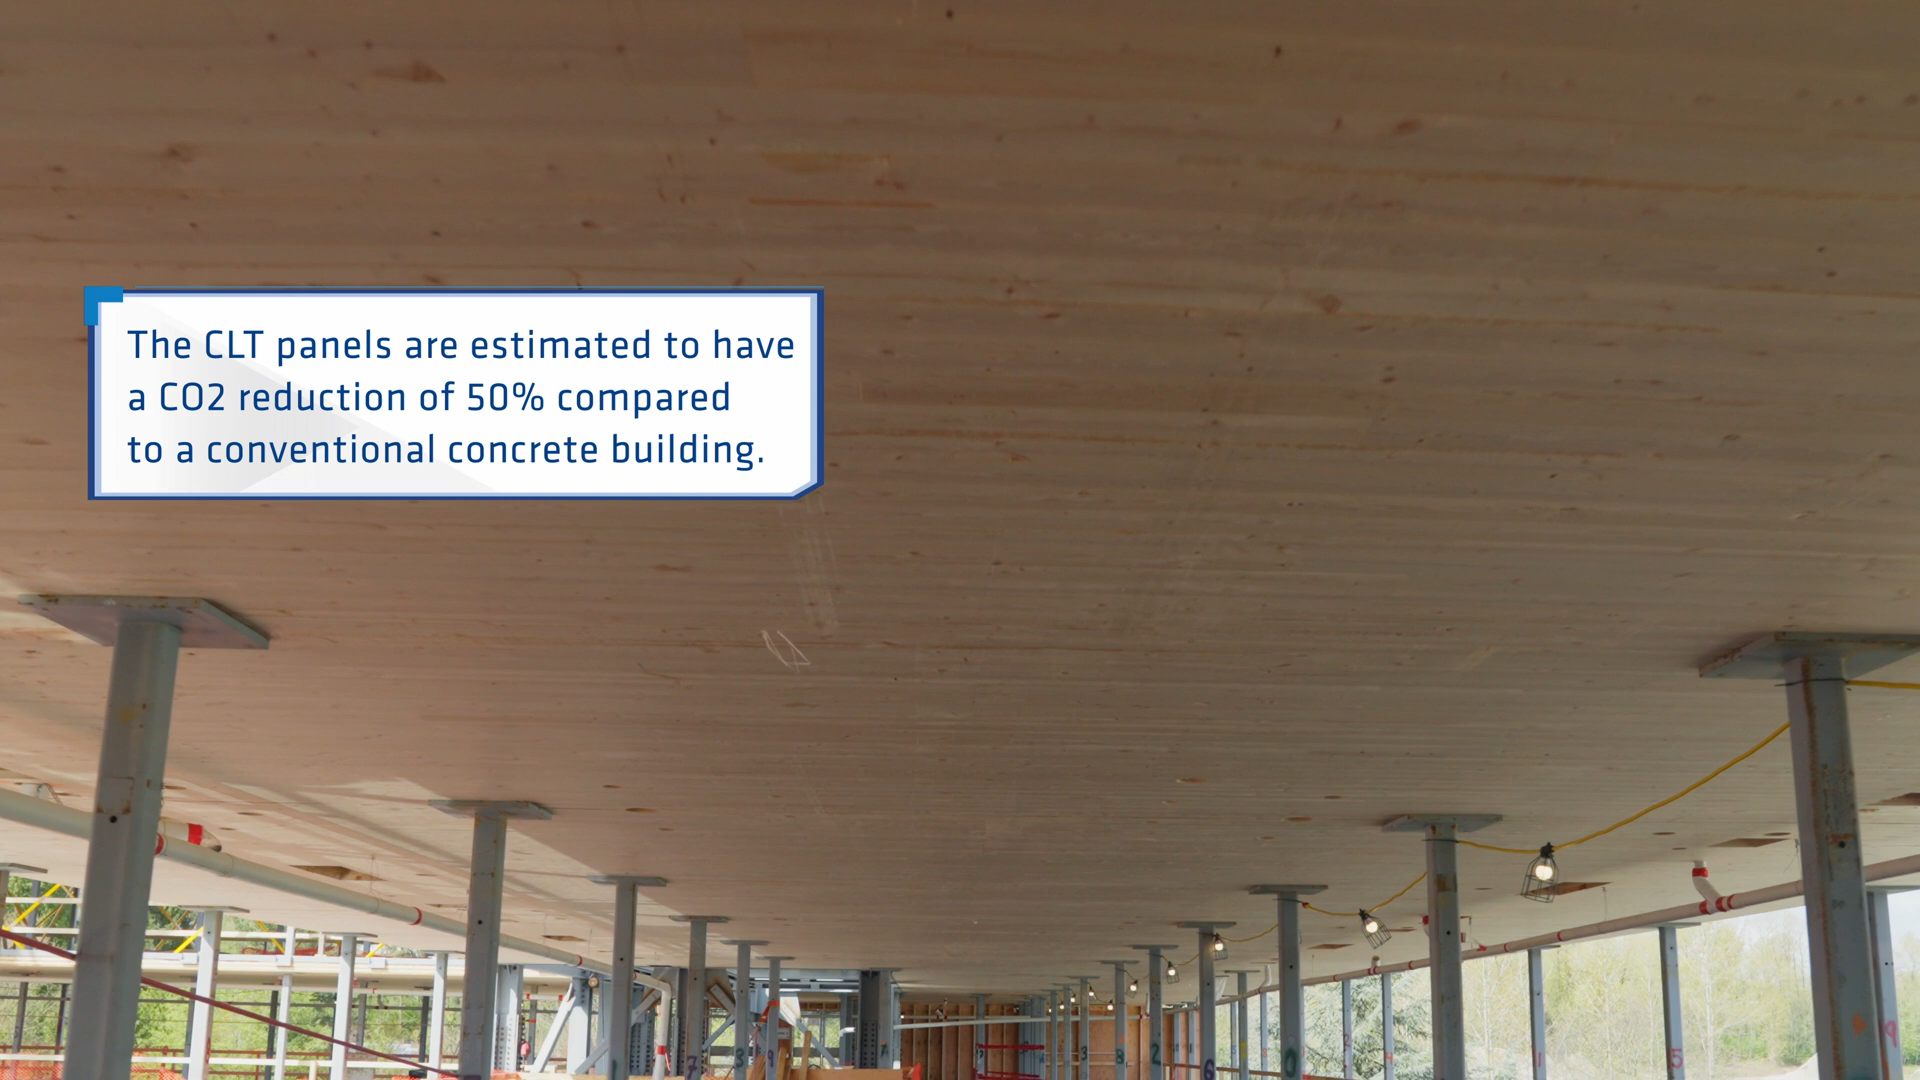 The CLT panels are estimated to have
a CO2 reduction of 50% compared
to a conventional concrete building.